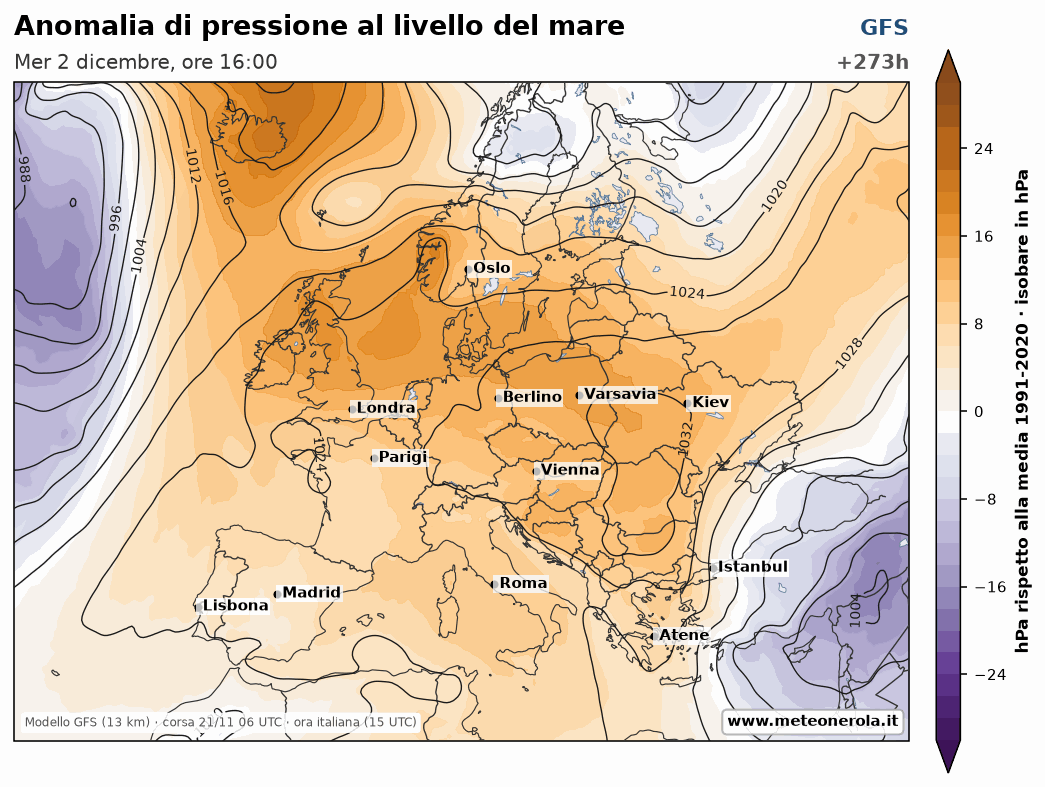 Anomalia di pressione al livello del mare
GFS
Mer 2 dicembre, ore 16:00
+273h
988
996
1004
1012
1016
1020
1024
1028
1032
1024
1004
Oslo
Londra
Berlino
Varsavia
Kiev
Parigi
Vienna
Roma
Madrid
Lisbona
Istanbul
Atene
24
16
8
0
−8
−16
−24
hPa rispetto alla media 1991-2020 · isobare in hPa
Modello GFS (13 km) · corsa 21/11 06 UTC · ora italiana (15 UTC)
www.meteonerola.it